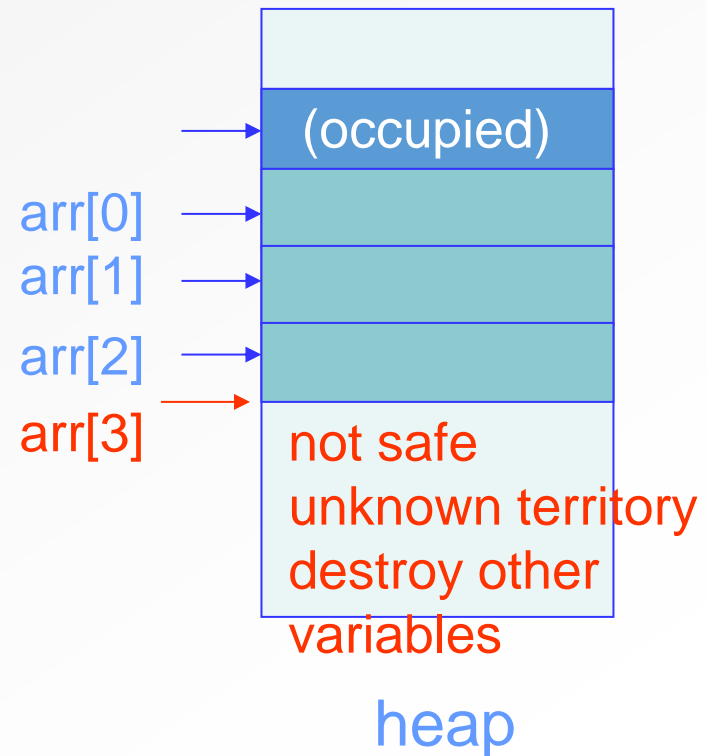 (occupied)
arr[0]
arr[1]
arr[2]
arr[3]
not safe
unknown territory
destroy other
variables
heap